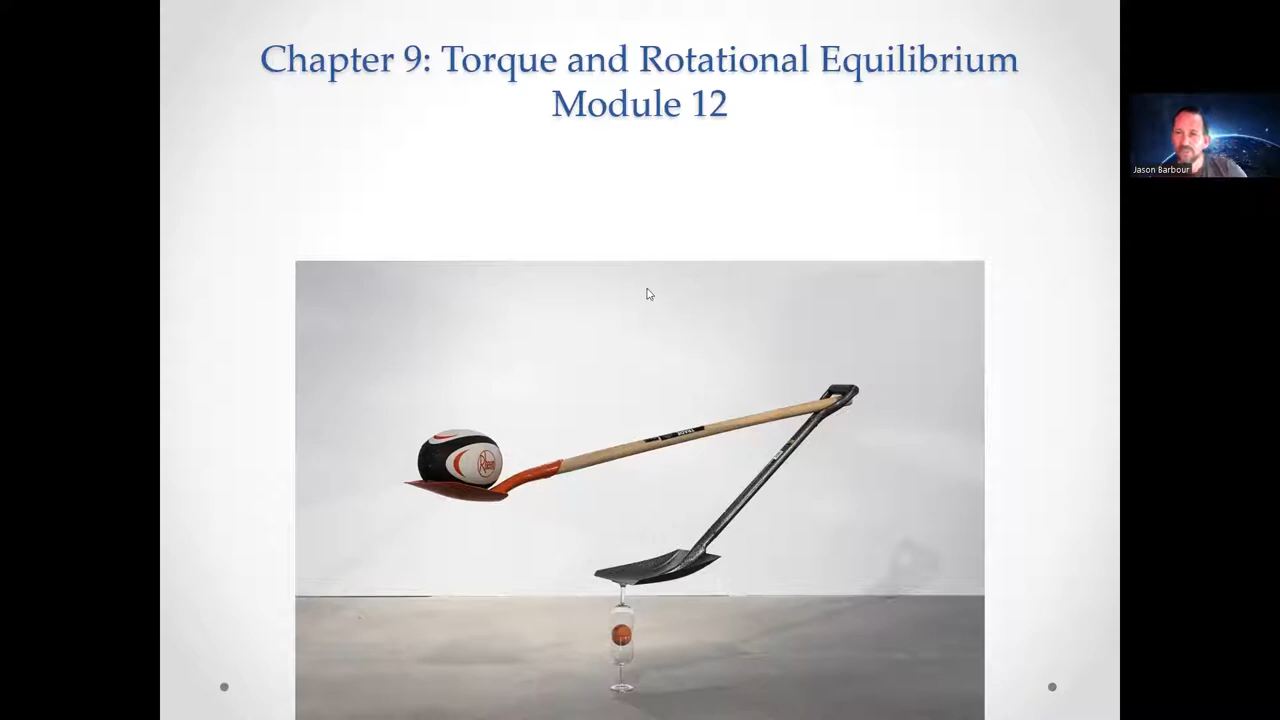 Chapter 9: Torque and Rotational Equilibrium
Module 12
Jason Barbour